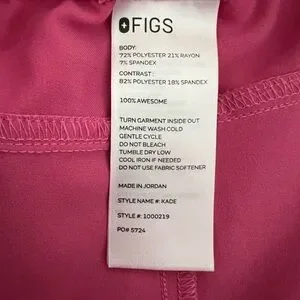 FIGS
BODY:
72% POLYESTER 21% RAYON
7% SPANDEX
CONTRAST:
82% POLYESTER 18% SPANDEX
100% AWESOME
TURN GARMENT INSIDE OUT
MACHINE WASH COLD
GENTLE CYCLE
DO NOT BLEACH
TUMBLE DRY LOW
COOL IRON IF NEEDED
DO NOT USE FABRIC SOFTENER
MADE IN JORDAN
STYLE NAME #: KADE
STYLE #: 1000219
PO# 5724